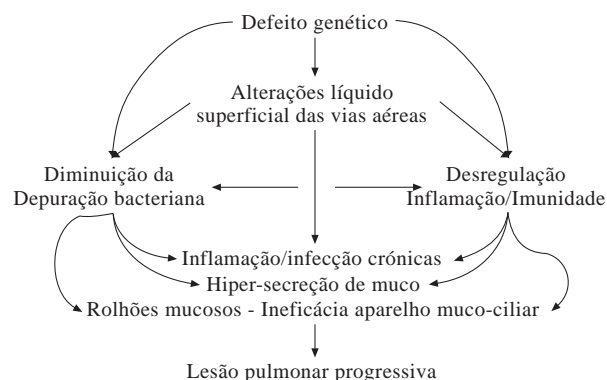 Defeito genético
Alterações líquido
superficial das vias aéreas
Diminuição da
Depuração bacteriana
Desregulação
Inflamação/Imunidade
Inflamação/infecção crónicas
Hiper-secreção de muco
Rolhões mucosos - Ineficácia aparelho muco-ciliar
Lesão pulmonar progressiva